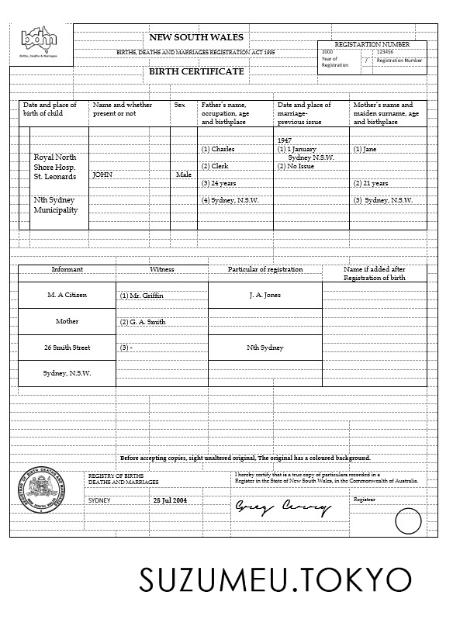 bdm
Births, Deaths & Marriages
NEW SOUTH WALES
BIRTHS, DEATHS AND MARRIAGES REGISTRATION ACT 1995
BIRTH CERTIFICATE
REGISTARTION NUMBER
2000 123456
Year of Registration / Registration Number
Date and place of birth of child
Name and whether present or not
Sex
Father's name, occupation, age and birthplace
Date and place of marriage- previous issue
Mother's name and maiden surname, age and birthplace
Royal North
Shore Hosp.
St. Leonards
Nth Sydney
Municipality
JOHN
Male
(1) Charles
(2) Clerk
(3) 24 years
(4) Sydney, N.S.W.
1947
(1) 1 January
Sydney N.S.W.
(2) No Issue
(1) Jane
(2) 21 years
(3) Sydney, N.S.W.
Informant
Witness
Particular of registration
Name if added after
Registration of birth
M. A Citizen
(1) Mr. Griffin
J. A. Jones
Mother
(2) G. A. Smith
26 Smith Street
(3) -
Nth Sydney
Sydney, N.S.W.
Before accepting copies, sight unaltered original, The original has a coloured background.
REGISTRY OF BIRTHS
DEATHS AND MARRIAGES
I hereby certify that is a true copy of particulars recorded in a
Register in the State of New South Wales, in the Commonwealth of Australia.
SYDNEY
25 Jul 2004
Registrar
SUZUMEU.TOKYO